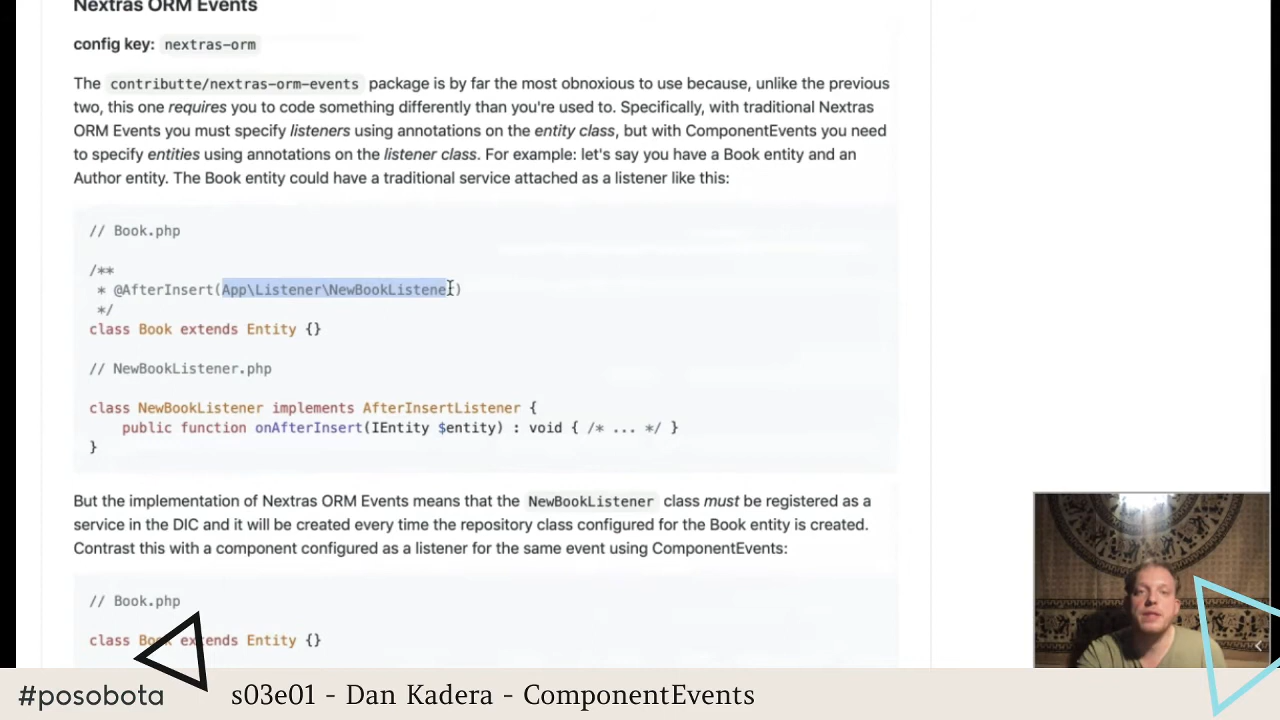 Nextras ORM Events
config key: nextras-orm
The contributte/nextras-orm-events package is by far the most obnoxious to use because, unlike the previous
two, this one requires you to code something differently than you're used to. Specifically, with traditional Nextras
ORM Events you must specify listeners using annotations on the entity class, but with ComponentEvents you need
to specify entities using annotations on the listener class. For example: let's say you have a Book entity and an
Author entity. The Book entity could have a traditional service attached as a listener like this:
// Book.php
/**
* @AfterInsert(App\Listener\NewBookListener)
*/
class Book extends Entity {}
// NewBookListener.php
class NewBookListener implements AfterInsertListener {
public function onAfterInsert(IEntity $entity) : void { /* ... */ }
}
But the implementation of Nextras ORM Events means that the NewBookListener class must be registered as a
service in the DIC and it will be created every time the repository class configured for the Book entity is created.
Contrast this with a component configured as a listener for the same event using ComponentEvents:
// Book.php
class Book extends Entity {}
#posobota s03e01 - Dan Kadera - ComponentEvents